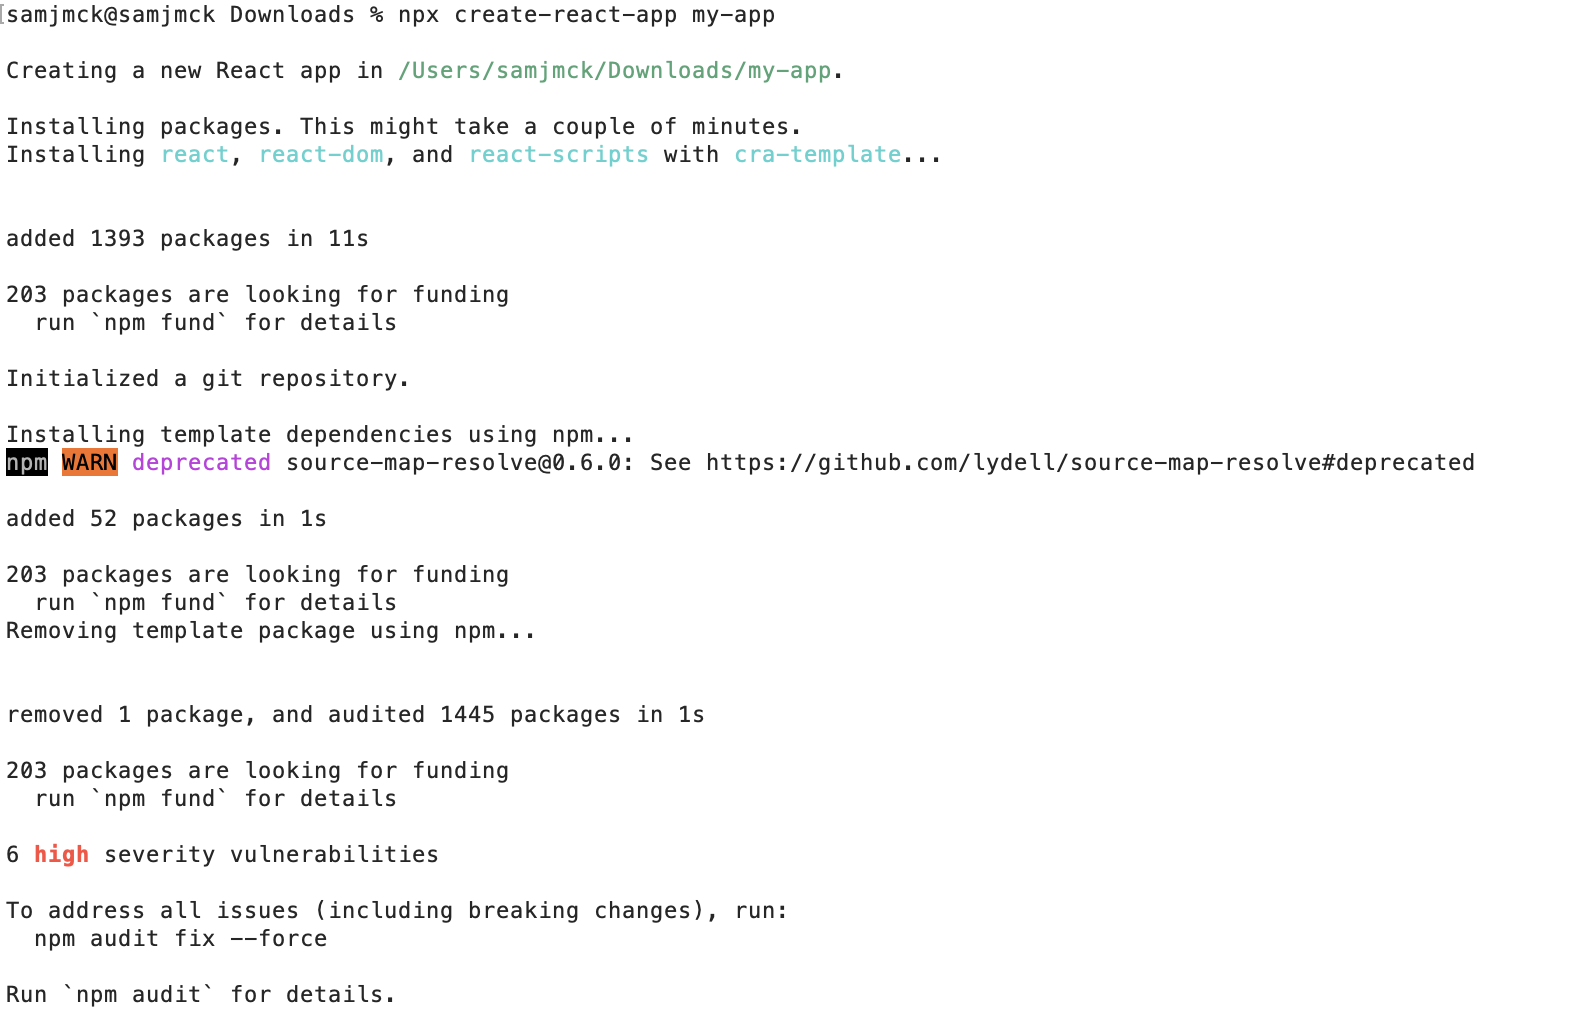 samjmck@samjmck Downloads % npx create-react-app my-app
Creating a new React app in /Users/samjmck/Downloads/my-app.
Installing packages. This might take a couple of minutes.
Installing react, react-dom, and react-scripts with cra-template...
added 1393 packages in 11s
203 packages are looking for funding
  run `npm fund` for details
Initialized a git repository.
Installing template dependencies using npm...
npm WARN deprecated source-map-resolve@0.6.0: See https://github.com/lydell/source-map-resolve#deprecated
added 52 packages in 1s
203 packages are looking for funding
  run `npm fund` for details
Removing template package using npm...
removed 1 package, and audited 1445 packages in 1s
203 packages are looking for funding
  run `npm fund` for details
6 high severity vulnerabilities
To address all issues (including breaking changes), run:
  npm audit fix --force
Run `npm audit` for details.